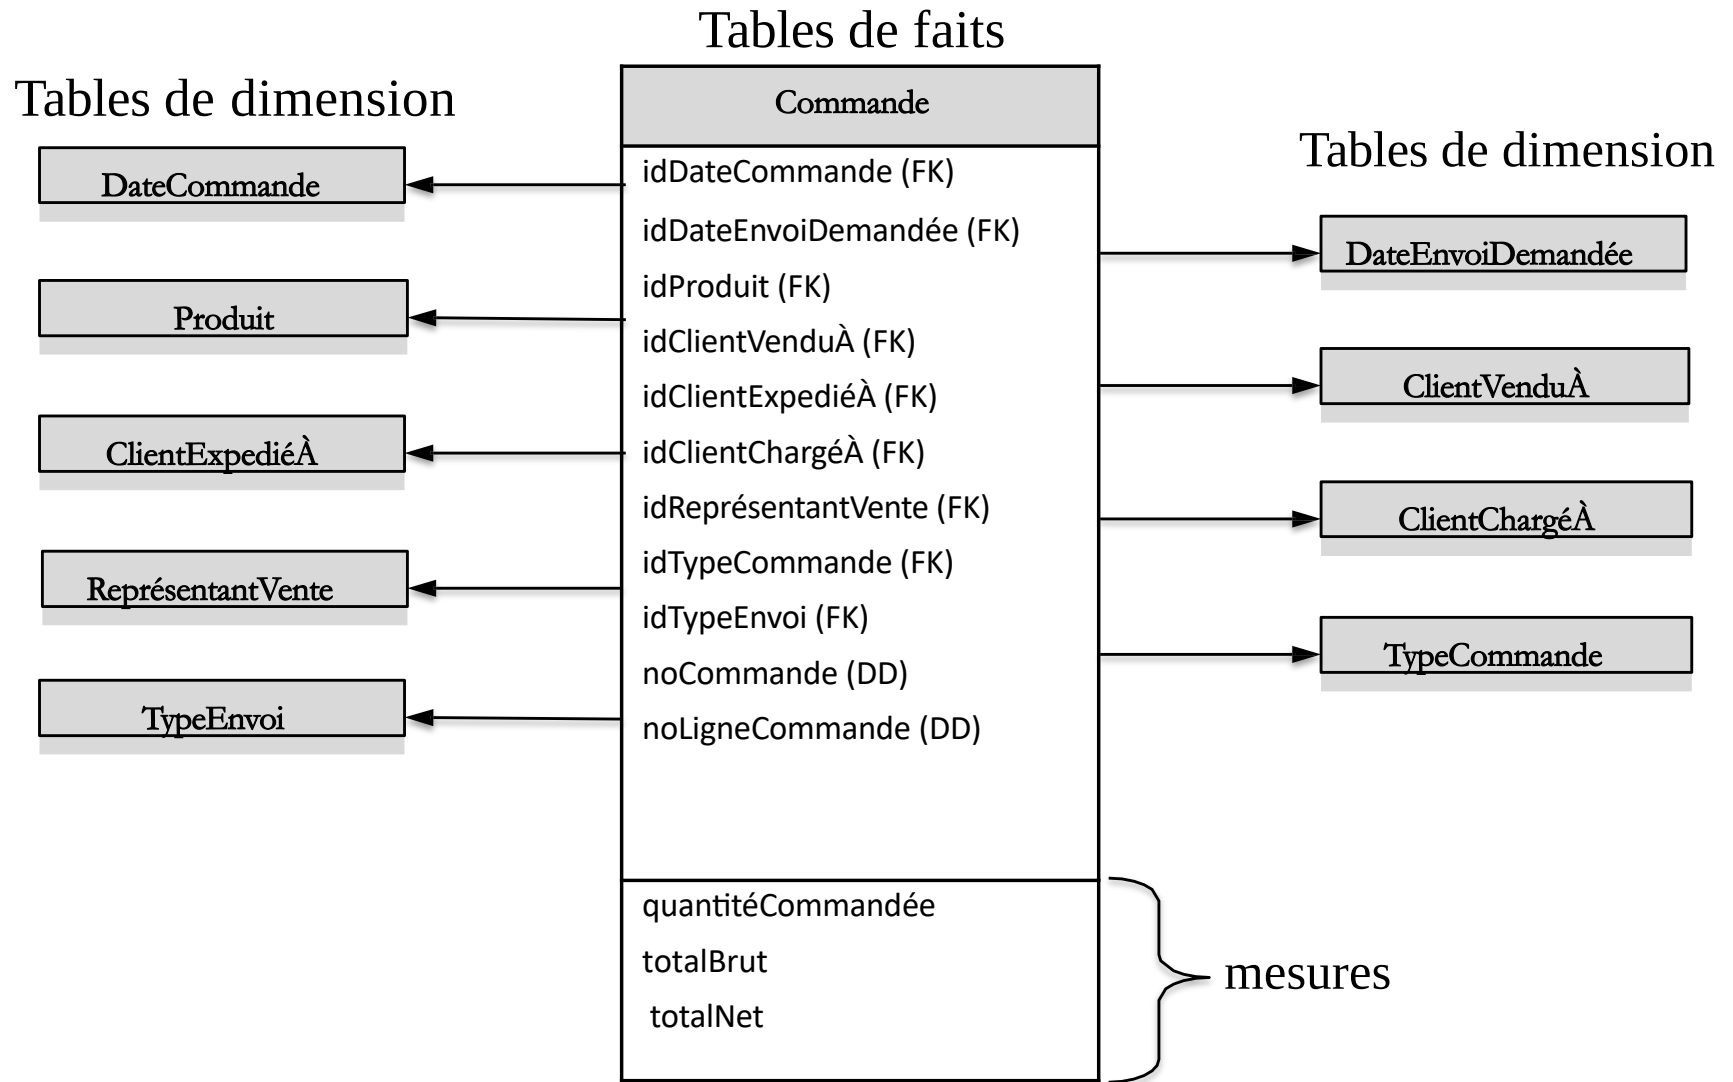 Tables de faits
Tables de dimension
DateCommande
Produit
ClientExpediéÀ
ReprésentantVente
TypeEnvoi
Commande
idDateCommande (FK)
idDateEnvoiDemandée (FK)
idProduit (FK)
idClientVenduÀ (FK)
idClientExpediéÀ (FK)
idClientChargéÀ (FK)
idReprésentantVente (FK)
idTypeCommande (FK)
idTypeEnvoi (FK)
noCommande (DD)
noLigneCommande (DD)
quantitéCommandée
totalBrut
totalNet
Tables de dimension
DateEnvoiDemandée
ClientVenduÀ
ClientChargéÀ
TypeCommande
mesures